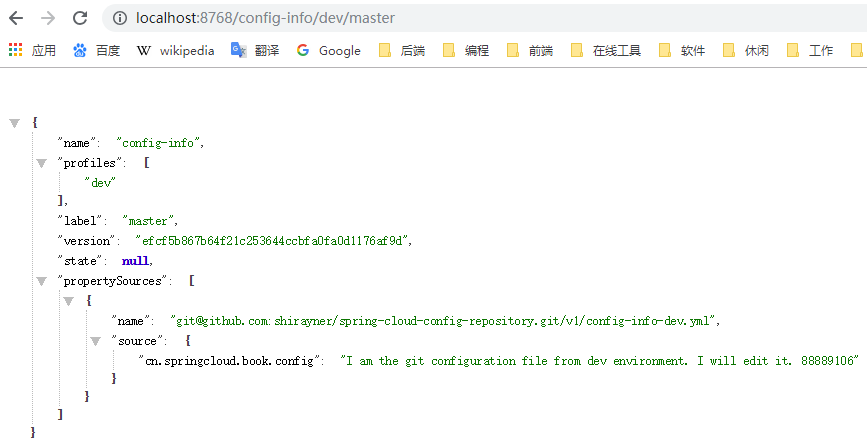 localhost:8768/config-info/dev/master
应用 百度 W wikipedia 翻译 G Google 后端 编程 前端 在线工具 软件 休闲 工作
{
"name": "config-info",
"profiles": [
"dev"
],
"label": "master",
"version": "efcf5b867b64f21c253644ccbfa0fa0d1176af9d",
"state": null,
"propertySources": [
{
"name": "git@github.com:shirayner/spring-cloud-config-repository.git/v1/config-info-dev.yml",
"source": {
"cn.springcloud.book.config": "I am the git configuration file from dev environment. I will edit it. 88889106"
}
}
]
}